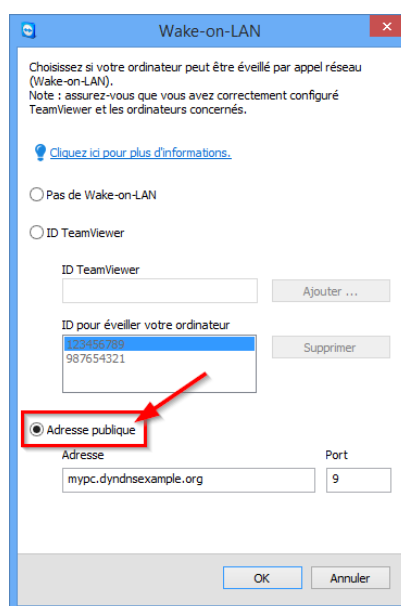 Wake-on-LAN
Choisissez si votre ordinateur peut être éveillé par appel réseau
(Wake-on-LAN).
Note : assurez-vous que vous avez correctement configuré
TeamViewer et les ordinateurs concernés.
Cliquez ici pour plus d'informations.
Pas de Wake-on-LAN
ID TeamViewer
ID TeamViewer
Ajouter ...
ID pour éveiller votre ordinateur
123456789
987654321
Supprimer
Adresse publique
Adresse Port
mypc.dyndnsexample.org 9
OK Annuler